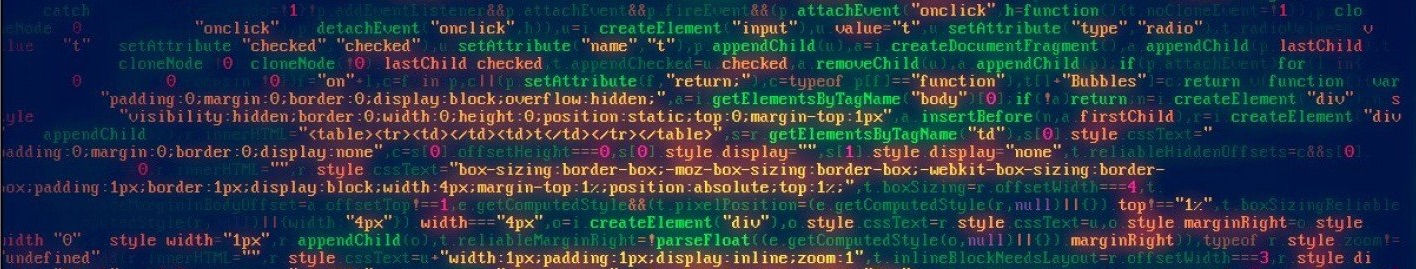 catch !1}!p.addEventListener&&p.attachEvent&&p.fireEvent&&(p.attachEvent("onclick",h=function(){t.noCloneEvent=!1}),p.clo
"onclick" p detachEvent("onclick",h)),u=i.createElement("input"),u value="t",u setAttribute("type","radio"
"t" setAttribute "checked" "checked"),u setAttribute("name" "t"),p appendChild(u),a=i.createDocumentFragment(),a appendChild(p lastChild
cloneNode !0 cloneNode !0) lastChild checked,t.appendChecked=u.checked,a.removeChild(u),a.appendChild(p),if(p.attachEvent for
0 0 !0})f="on"+l,c=f in p,c||(p.setAttribute(f,"return;"),c=typeof p[f]=="function"),t[l+"Bubbles"]=c.return u(function() var
"padding:0;margin:0;border:0;display:block;overflow:hidden;",a=i.getElementsByTagName("body")[0].if(!a)return n=i.createElement "div" s
"visibility:hidden;border:0;width:0;height:0;position:static;top:0;margin-top:1px",a.insertBefore(n,a.firstChild),r=i createElement "div
appendChild innerHTML="<table><tr><td></td><td>t</td></tr></table>",s=r.getElementsByTagName("td"),s[0].style.cssText="
adding:0;margin:0;border:0;display:none",c=s[0].offsetHeight===0,s[0].style.display="",s[1].style.display="none",t.reliableHiddenOffsets=c&&s[0]
0 r innerHTML="",r.style cssText="box-sizing:border-box;-moz-box-sizing:border-box;-webkit-box-sizing:border-
ox;padding:1px;border:1px;display:block;width:4px;margin-top:1%;position:absolute;top:1%;",t.boxSizing=r.offsetWidth===4,t.
InBodyOffset=a offsetTop!==1,e.getComputedStyle&&(t.pixelPosition=(e.getComputedStyle(r,null)||{}) top!=="1%",t.boxSizingReliable
||{width "4px"}) width==="4px",o=i.createElement("div"),o style cssText=r style cssText=u,o style marginRight=o style
width "0" style width="1px",r appendChild(o),t.reliableMarginRight=!parseFloat((e.getComputedStyle(o,null)||{}) marginRight)),typeof r.style zoom!=
"undefined" r innerHTML="",r style cssText=u+"width:1px;padding:1px;display:inline;zoom:1",t.inlineBlockNeedsLayout=r.offsetWidth===3,r style di